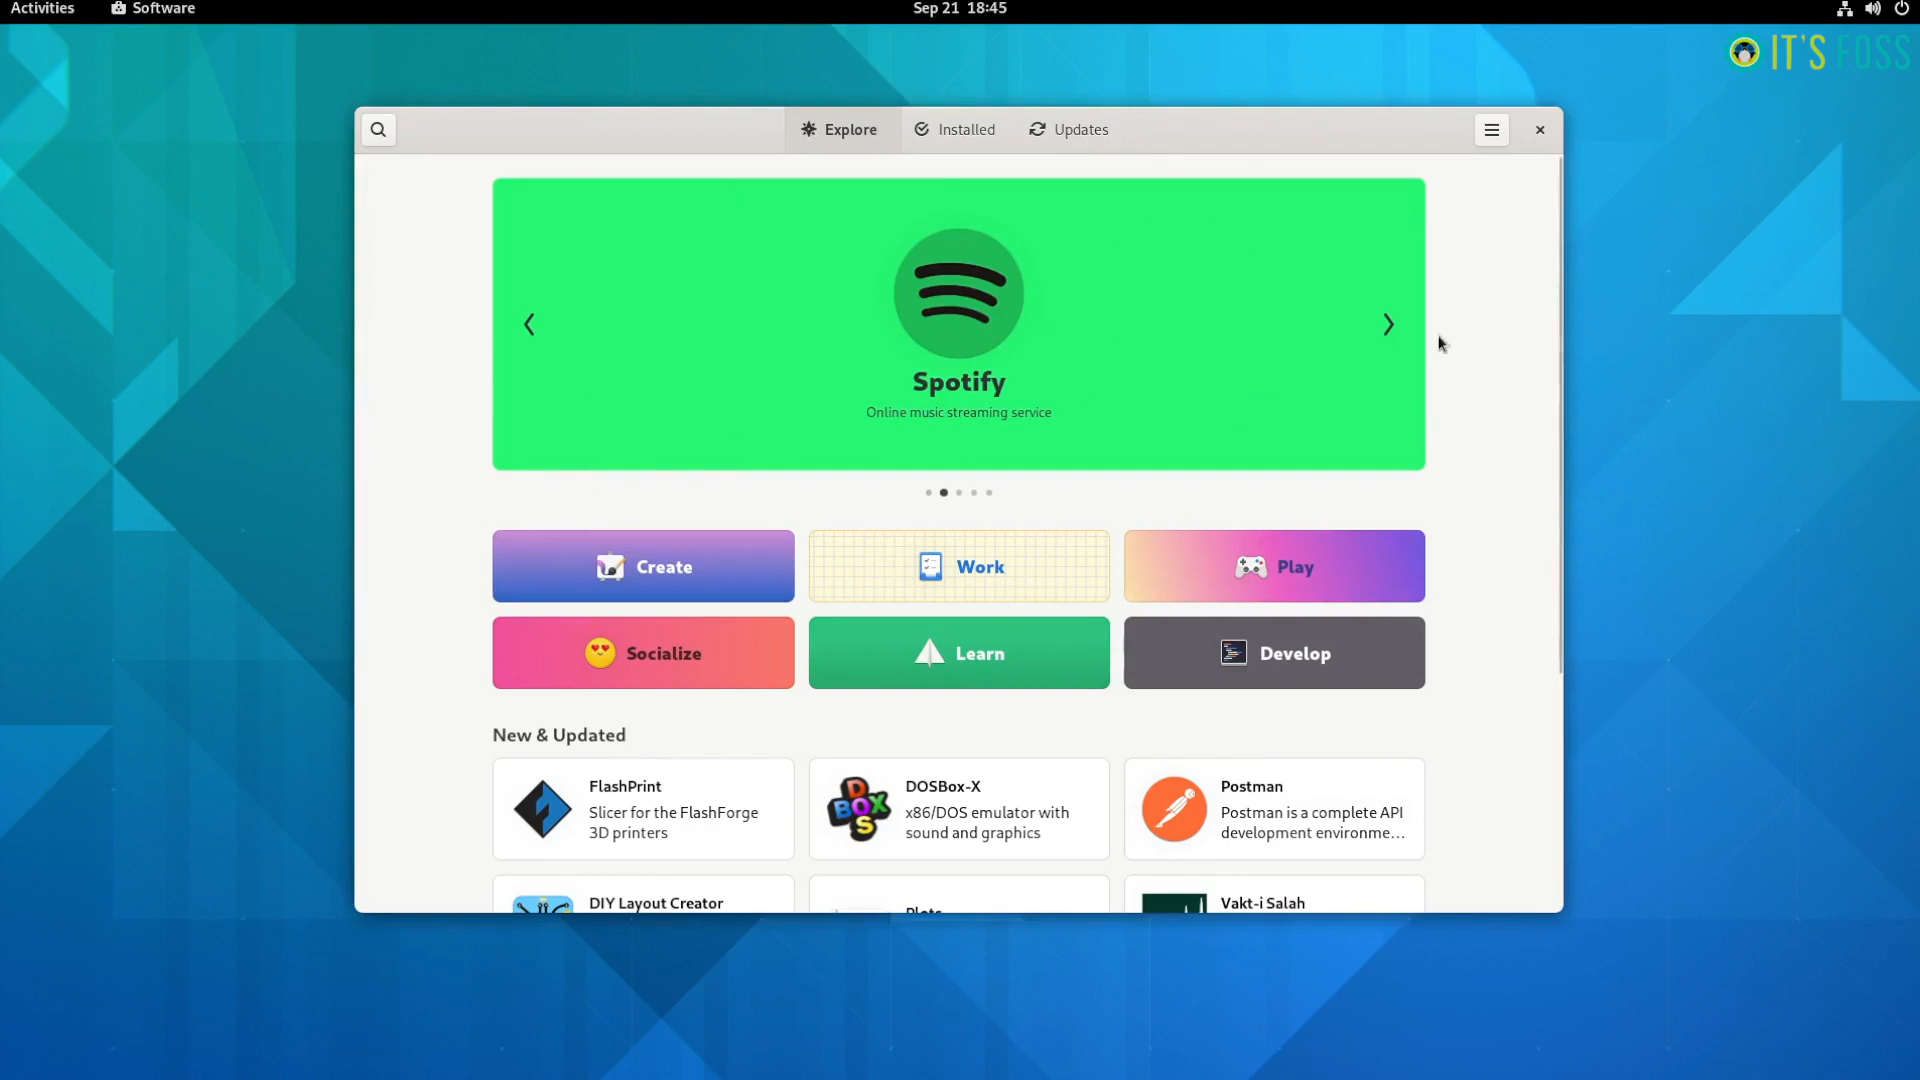 Activities
Software
Sep 21 18:45
IT'S FOSS
Explore
Installed
Updates
Spotify
Online music streaming service
Create
Work
Play
Socialize
Learn
Develop
New & Updated
FlashPrint
Slicer for the FlashForge
3D printers
DOSBox-X
x86/DOS emulator with
sound and graphics
Postman
Postman is a complete API
development environme…
DIY Layout Creator
Plots
Vakt-i Salah